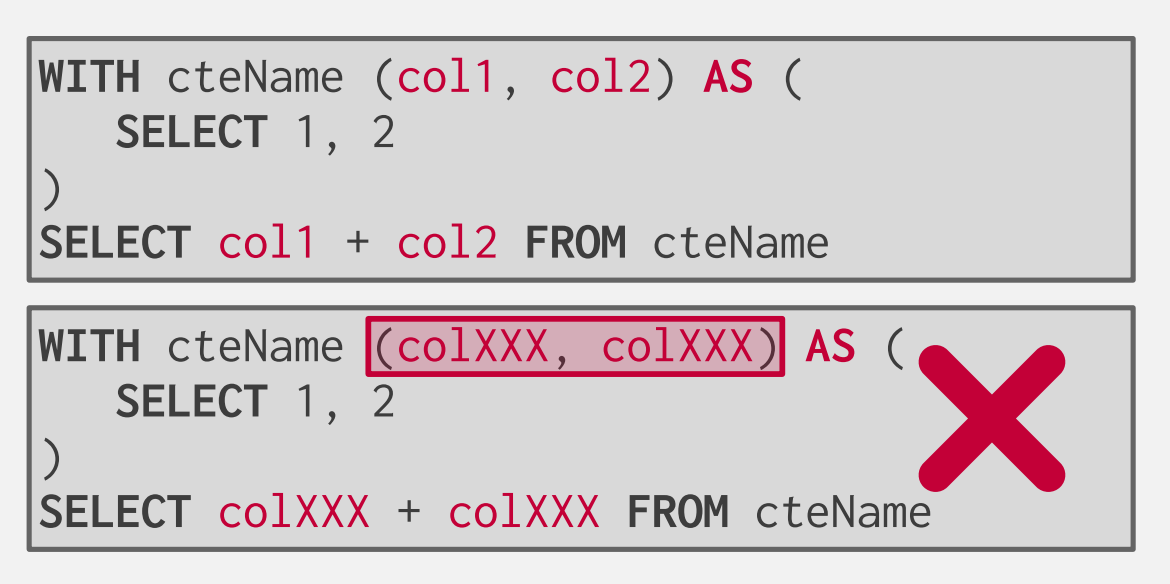 WITH cteName (col1, col2) AS (
   SELECT 1, 2
)
SELECT col1 + col2 FROM cteName
WITH cteName (colXXX, colXXX) AS (
   SELECT 1, 2
)
SELECT colXXX + colXXX FROM cteName